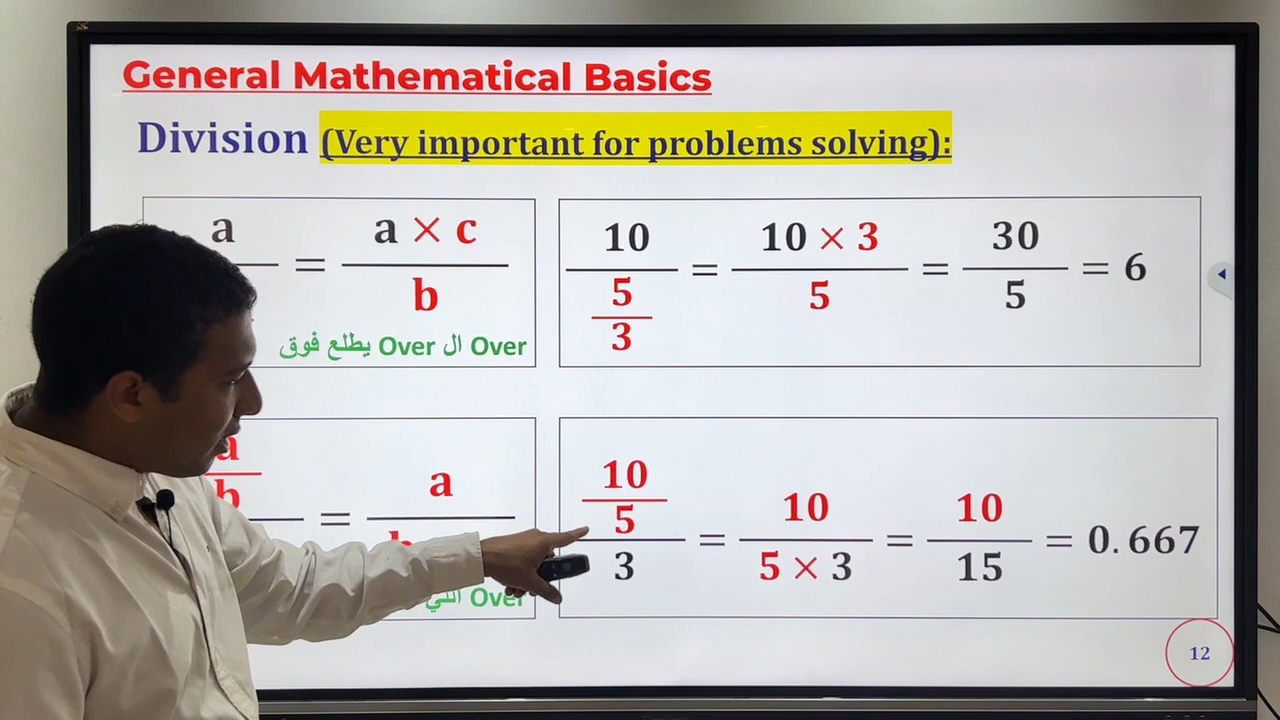 General Mathematical Basics
Division (Very important for problems solving):
a
= a × c
b
Over ال Over يطلع فوق
10
5
3
= 10 × 3
5
= 30
5
= 6
a
b
= a
b
Over اللي
10
5
3
= 10
5 × 3
= 10
15
= 0.667
12